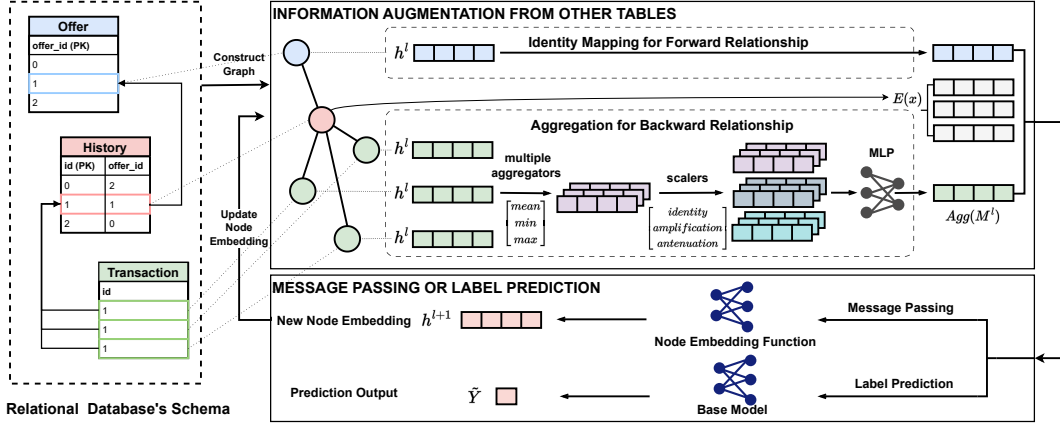 Offer
offer_id (PK)
0
1
2
History
id (PK) offer_id
0 2
1 1
2 0
Transaction
id
1
1
1
Relational Database's Schema
Construct
Graph
Update
Node
Embedding
INFORMATION AUGMENTATION FROM OTHER TABLES
h^l
Identity Mapping for Forward Relationship
E(x)
Aggregation for Backward Relationship
h^l
h^l
h^l
multiple
aggregators
mean
min
max
scalers
identity
amplification
antenuation
MLP
Agg(M^l)
MESSAGE PASSING OR LABEL PREDICTION
New Node Embedding h^{l+1}
Node Embedding Function
Message Passing
Prediction Output Ỹ
Base Model
Label Prediction